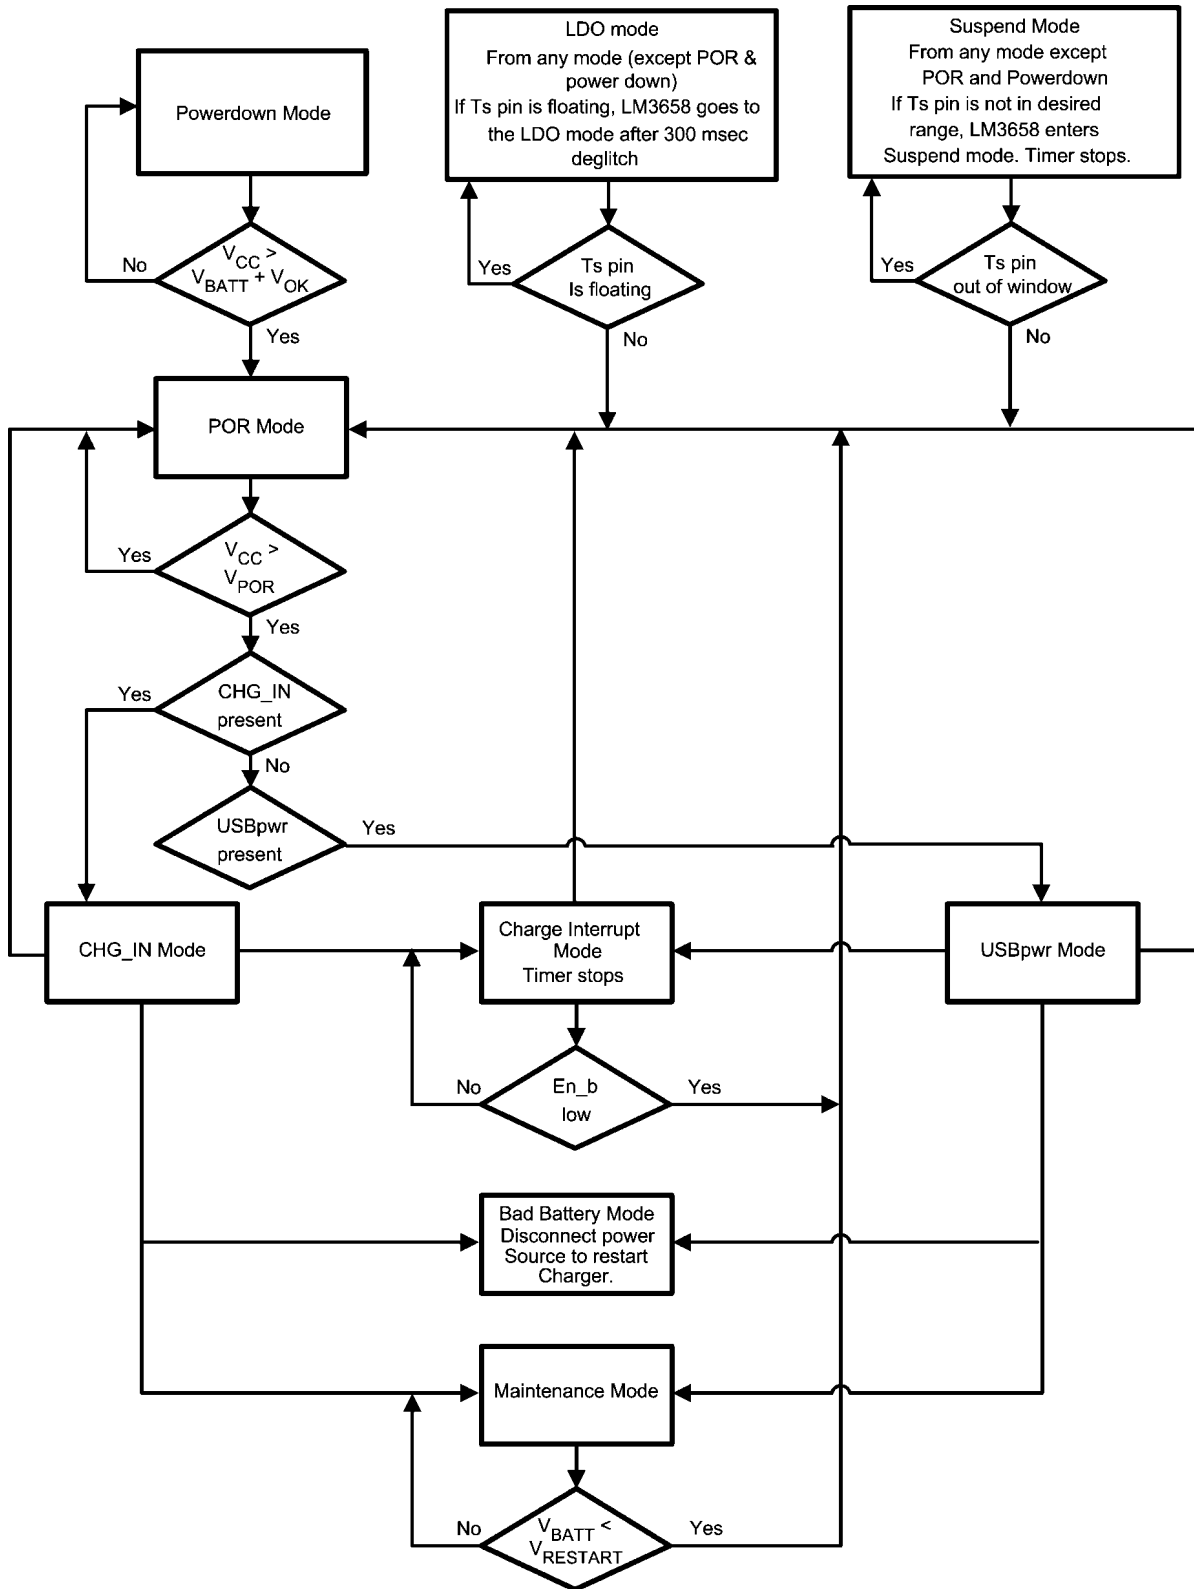 LDO mode
From any mode (except POR &
power down)
If Ts pin is floating, LM3658 goes to
the LDO mode after 300 msec
deglitch
Suspend Mode
From any mode except
POR and Powerdown
If Ts pin is not in desired
range, LM3658 enters
Suspend mode. Timer stops.
Powerdown Mode
No
VCC >
VBATT + VOK
Yes
Yes
Ts pin
Is floating
No
Yes
Ts pin
out of window
No
POR Mode
Yes
VCC >
VPOR
Yes
Yes
CHG_IN
present
No
USBpwr
present
Yes
CHG_IN Mode
Charge Interrupt
Mode
Timer stops
USBpwr Mode
No
En_b
low
Yes
Bad Battery Mode
Disconnect power
Source to restart
Charger.
Maintenance Mode
No
VBATT <
VRESTART
Yes